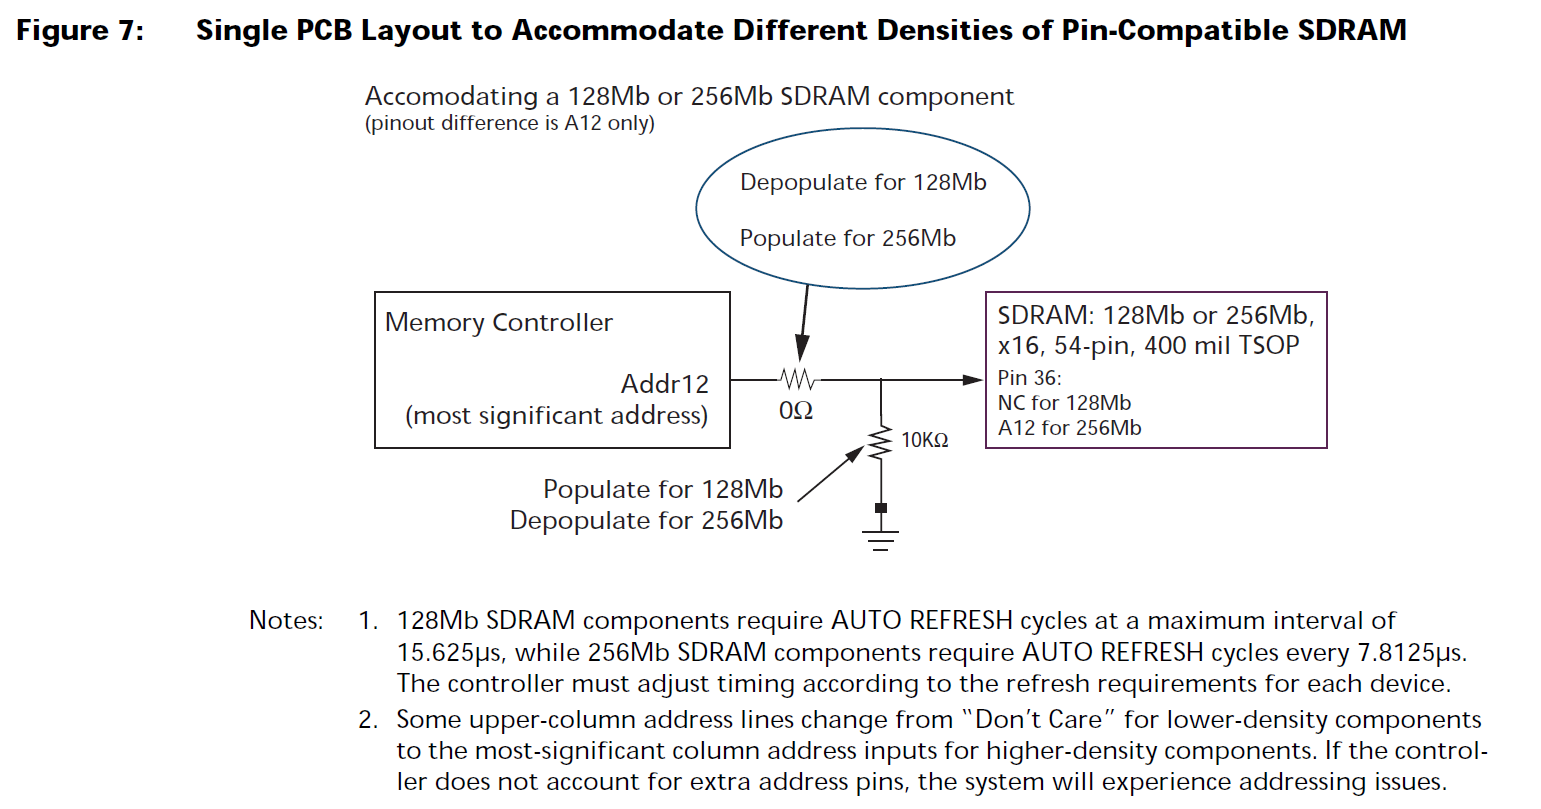 Figure 7: Single PCB Layout to Accommodate Different Densities of Pin-Compatible SDRAM
Accomodating a 128Mb or 256Mb SDRAM component
(pinout difference is A12 only)
Depopulate for 128Mb
Populate for 256Mb
Memory Controller
Addr12
(most significant address)
0Ω
10KΩ
SDRAM: 128Mb or 256Mb,
x16, 54-pin, 400 mil TSOP
Pin 36:
NC for 128Mb
A12 for 256Mb
Populate for 128Mb
Depopulate for 256Mb
Notes: 1. 128Mb SDRAM components require AUTO REFRESH cycles at a maximum interval of
15.625µs, while 256Mb SDRAM components require AUTO REFRESH cycles every 7.8125µs.
The controller must adjust timing according to the refresh requirements for each device.
2. Some upper-column address lines change from “Don’t Care” for lower-density components
to the most-significant column address inputs for higher-density components. If the control-
ler does not account for extra address pins, the system will experience addressing issues.